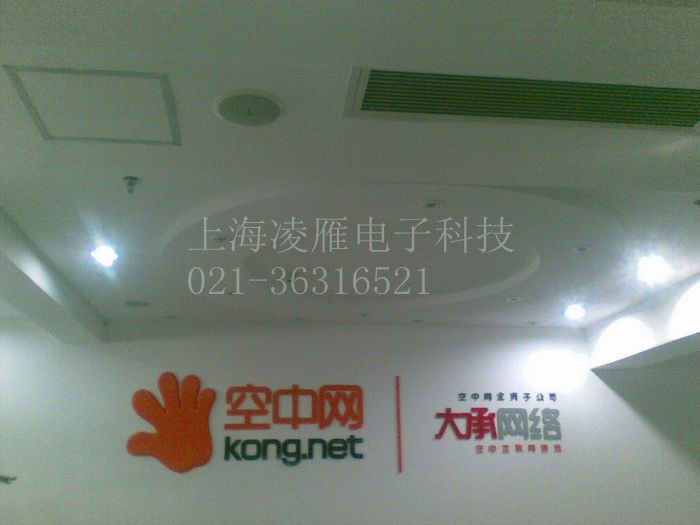 上海凌雁电子科技
021-36316521
空中网
kong.net
空中网全资子公司
大承网络